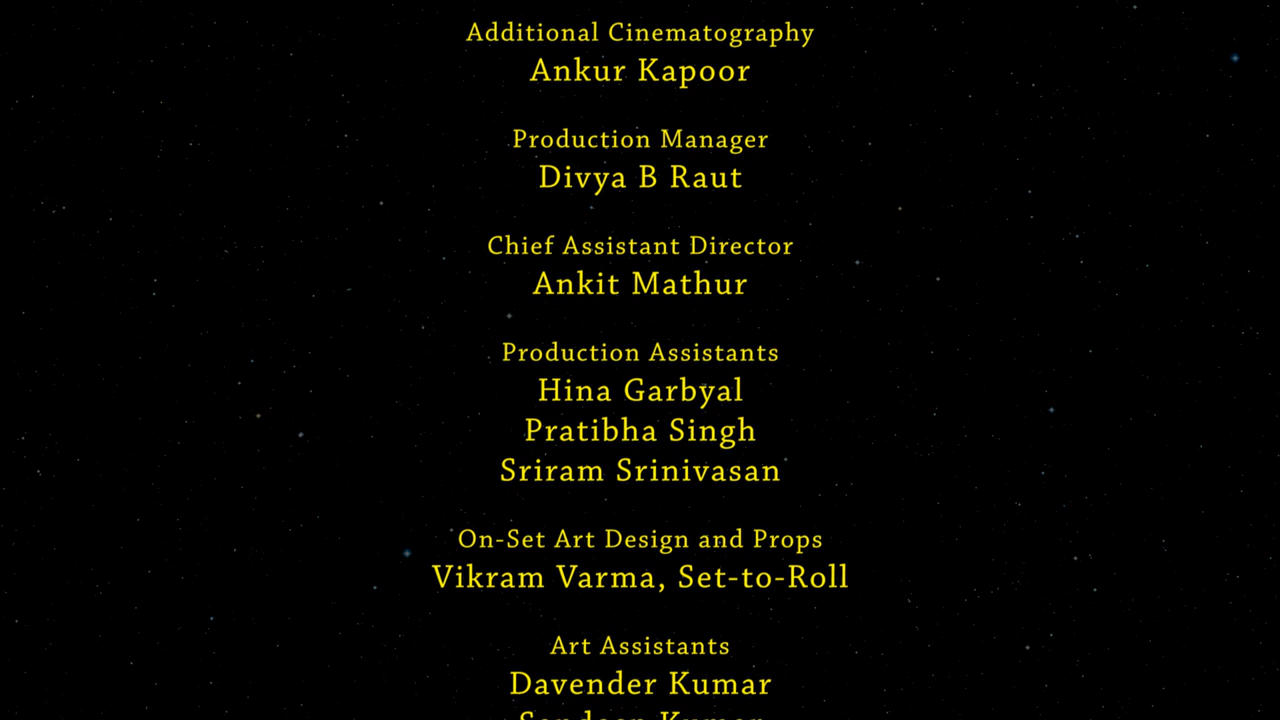 Additional Cinematography
Ankur Kapoor
Production Manager
Divya B Raut
Chief Assistant Director
Ankit Mathur
Production Assistants
Hina Garbyal
Pratibha Singh
Sriram Srinivasan
On-Set Art Design and Props
Vikram Varma, Set-to-Roll
Art Assistants
Davender Kumar